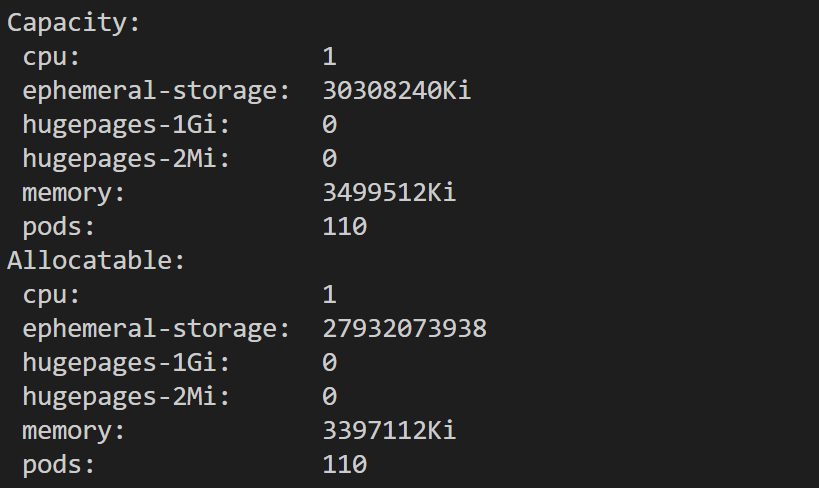 Capacity:
 cpu:                1
 ephemeral-storage:  30308240Ki
 hugepages-1Gi:      0
 hugepages-2Mi:      0
 memory:             3499512Ki
 pods:               110
Allocatable:
 cpu:                1
 ephemeral-storage:  27932073938
 hugepages-1Gi:      0
 hugepages-2Mi:      0
 memory:             3397112Ki
 pods:               110